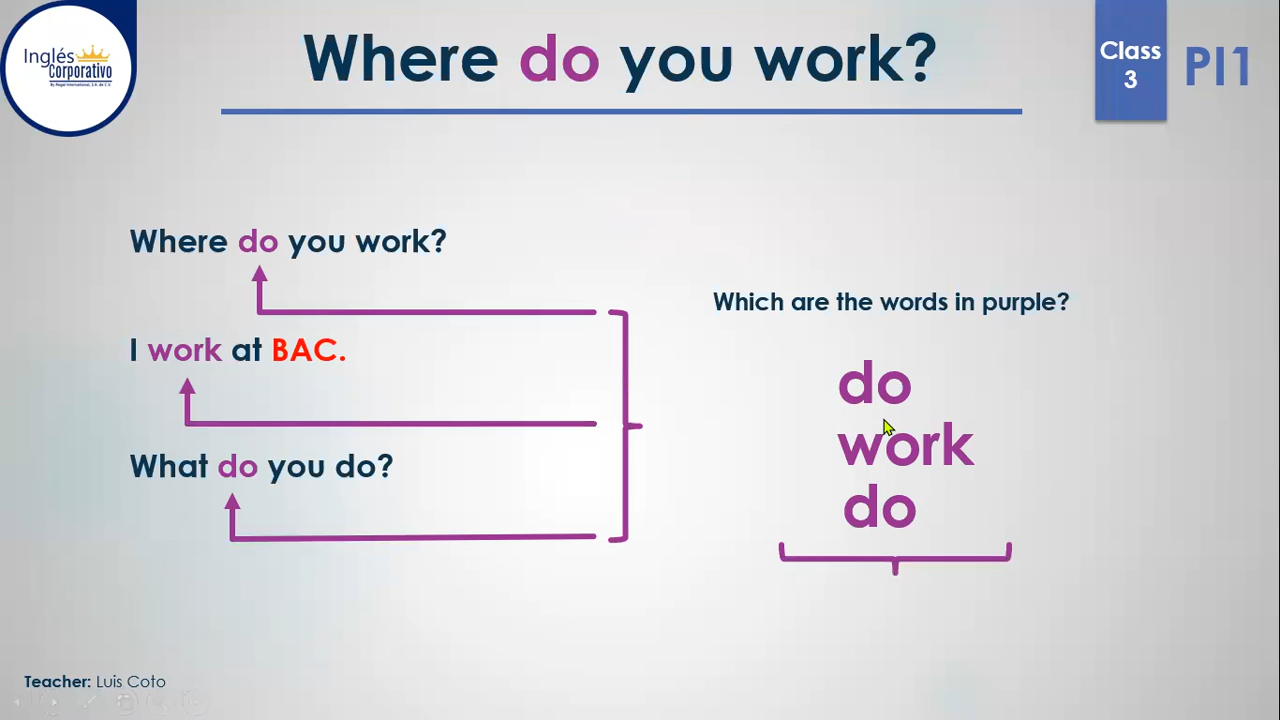 Inglés
Corporativo
Where do you work?
Class
3
PI1
Where do you work?
I work at BAC.
What do you do?
Which are the words in purple?
do
work
do
Teacher: Luis Coto